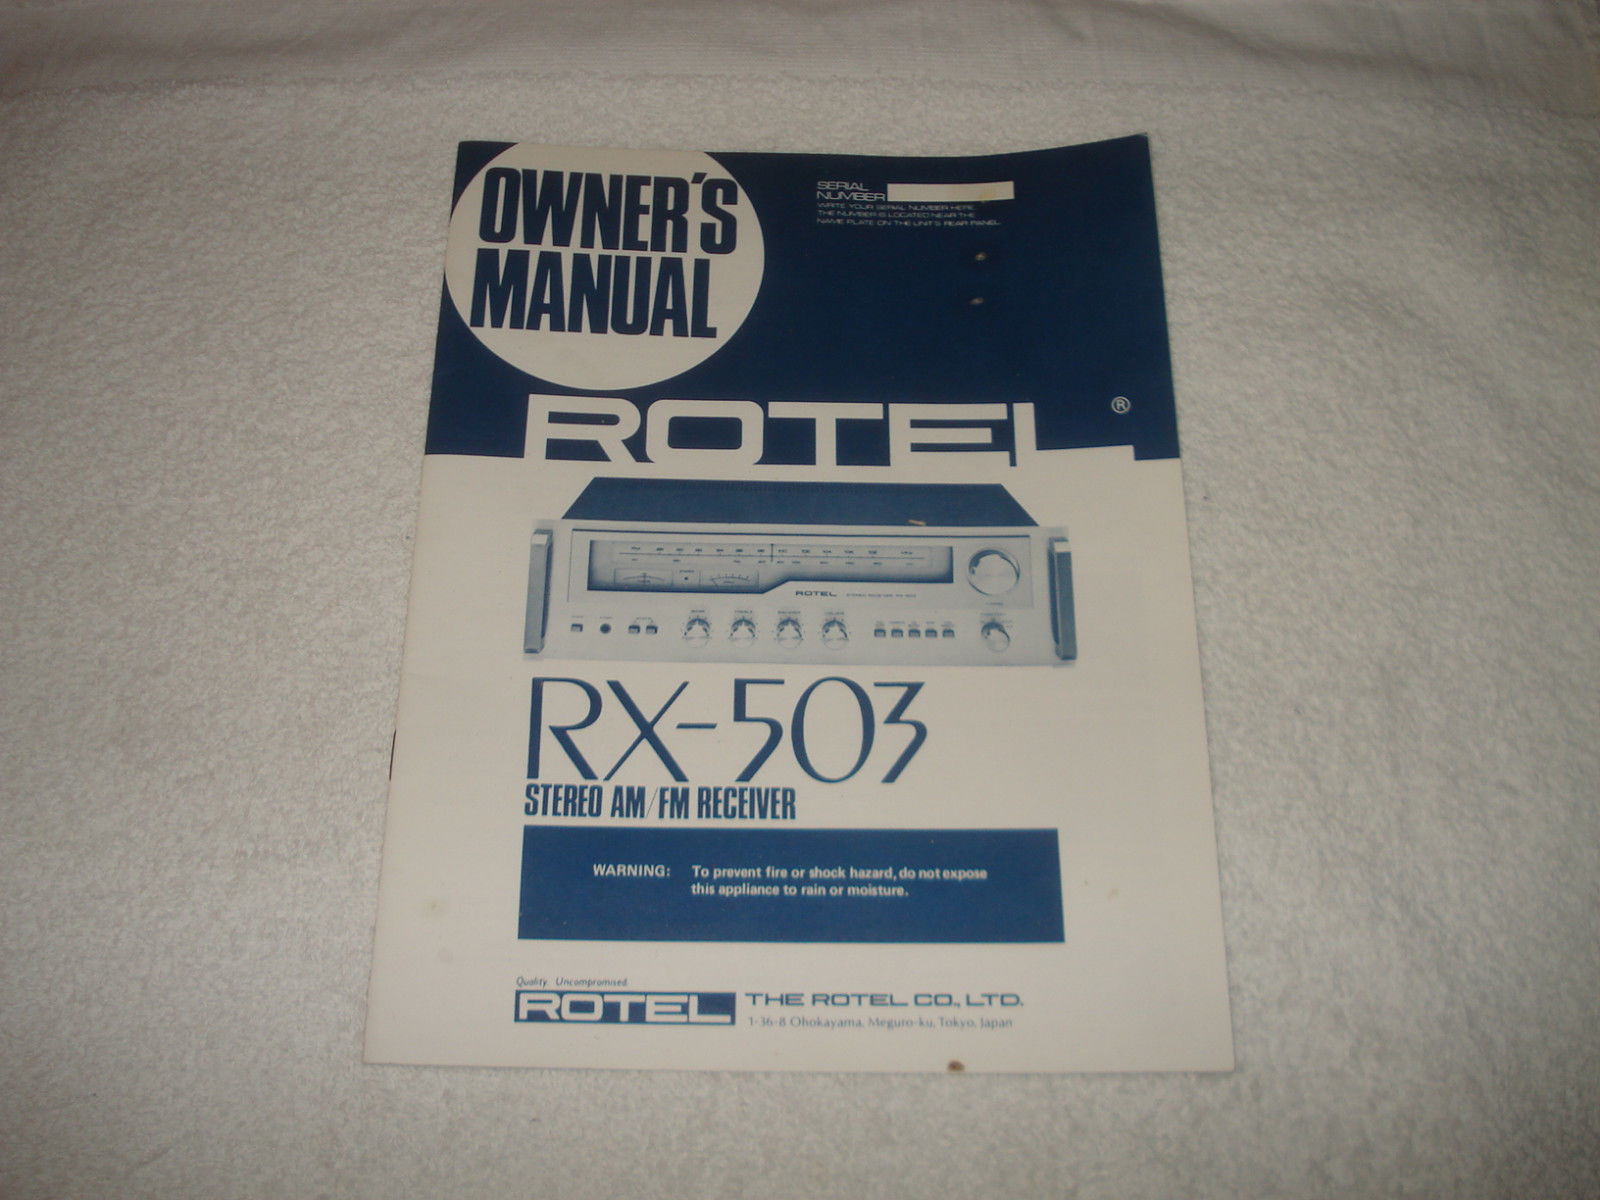 OWNER'S
MANUAL
SERIAL
NUMBER
WRITE YOUR SERIAL NUMBER HERE.
THE NUMBER IS LOCATED NEAR THE
NAME PLATE ON THE UNIT'S REAR PANEL.
ROTEL ®
ROTEL
RX-503
STEREO AM/FM RECEIVER
WARNING: To prevent fire or shock hazard, do not expose
this appliance to rain or moisture.
Quality. Uncompromised.
ROTEL
THE ROTEL CO., LTD.
1-36-8 Ohokayama, Meguro-ku, Tokyo, Japan